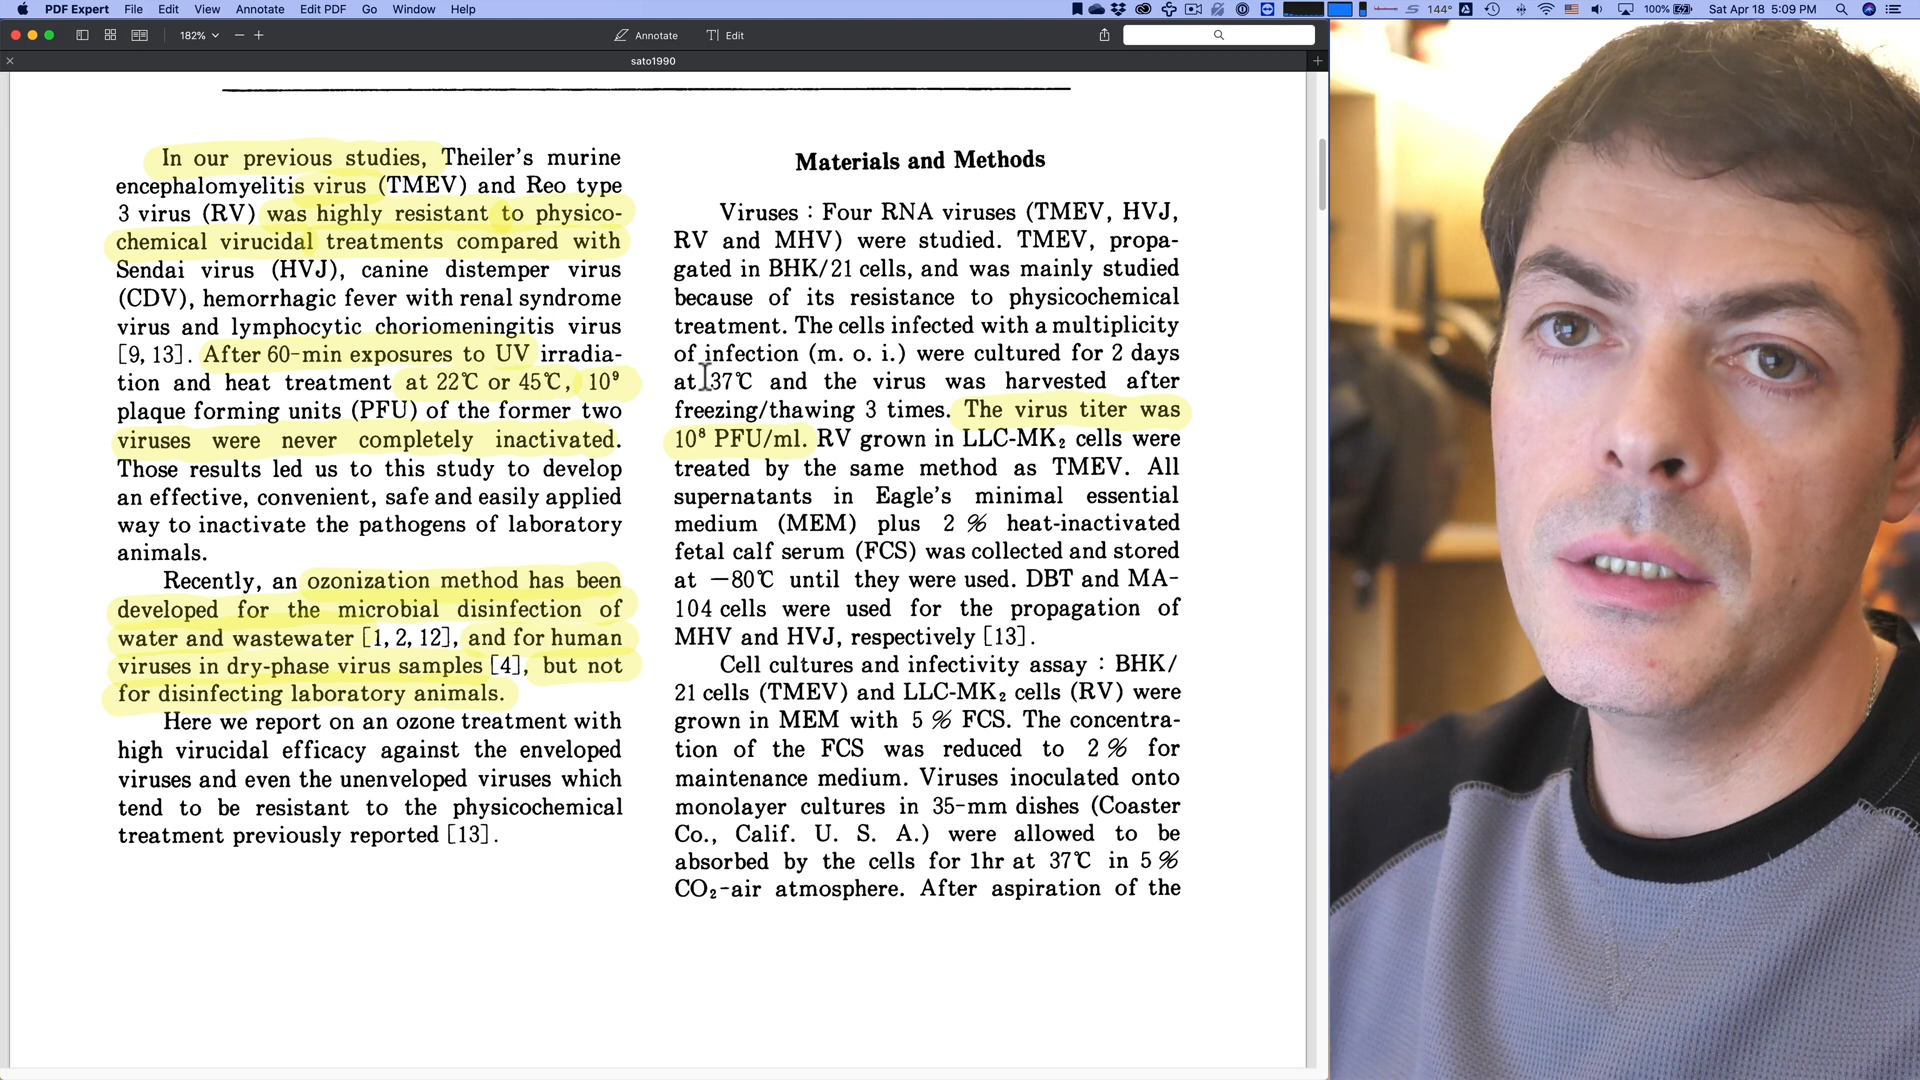 PDF Expert File Edit View Annotate Edit PDF Go Window Help 144° 100% Sat Apr 18 5:09 PM
182% Annotate Edit
sato1990
In our previous studies, Theiler's murine
encephalomyelitis virus (TMEV) and Reo type
3 virus (RV) was highly resistant to physico-
chemical virucidal treatments compared with
Sendai virus (HVJ), canine distemper virus
(CDV), hemorrhagic fever with renal syndrome
virus and lymphocytic choriomeningitis virus
[9, 13]. After 60-min exposures to UV irradia-
tion and heat treatment at 22℃ or 45℃, 10⁹
plaque forming units (PFU) of the former two
viruses were never completely inactivated.
Those results led us to this study to develop
an effective, convenient, safe and easily applied
way to inactivate the pathogens of laboratory
animals.
Recently, an ozonization method has been
developed for the microbial disinfection of
water and wastewater [1, 2, 12], and for human
viruses in dry-phase virus samples [4], but not
for disinfecting laboratory animals.
Here we report on an ozone treatment with
high virucidal efficacy against the enveloped
viruses and even the unenveloped viruses which
tend to be resistant to the physicochemical
treatment previously reported [13].
Materials and Methods
Viruses : Four RNA viruses (TMEV, HVJ,
RV and MHV) were studied. TMEV, propa-
gated in BHK/21 cells, and was mainly studied
because of its resistance to physicochemical
treatment. The cells infected with a multiplicity
of infection (m. o. i.) were cultured for 2 days
at 37℃ and the virus was harvested after
freezing/thawing 3 times. The virus titer was
10⁸ PFU/ml. RV grown in LLC-MK₂ cells were
treated by the same method as TMEV. All
supernatants in Eagle's minimal essential
medium (MEM) plus 2 % heat-inactivated
fetal calf serum (FCS) was collected and stored
at −80℃ until they were used. DBT and MA-
104 cells were used for the propagation of
MHV and HVJ, respectively [13].
Cell cultures and infectivity assay : BHK/
21 cells (TMEV) and LLC-MK₂ cells (RV) were
grown in MEM with 5 % FCS. The concentra-
tion of the FCS was reduced to 2 % for
maintenance medium. Viruses inoculated onto
monolayer cultures in 35-mm dishes (Coaster
Co., Calif. U. S. A.) were allowed to be
absorbed by the cells for 1hr at 37℃ in 5 %
CO₂-air atmosphere. After aspiration of the